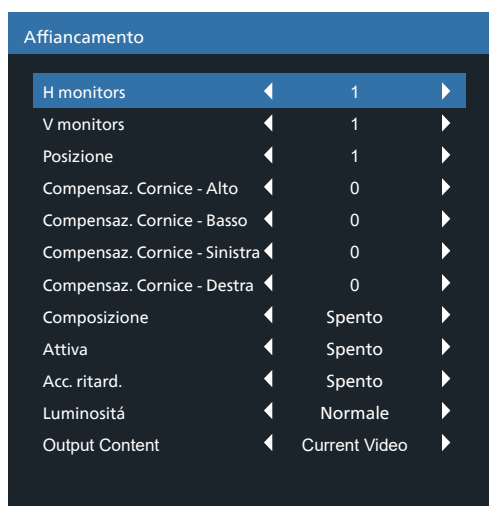 Affiancamento
H monitors 1
V monitors 1
Posizione 1
Compensaz. Cornice - Alto 0
Compensaz. Cornice - Basso 0
Compensaz. Cornice - Sinistra 0
Compensaz. Cornice - Destra 0
Composizione Spento
Attiva Spento
Acc. ritard. Spento
Luminositá Normale
Output Content Current Video